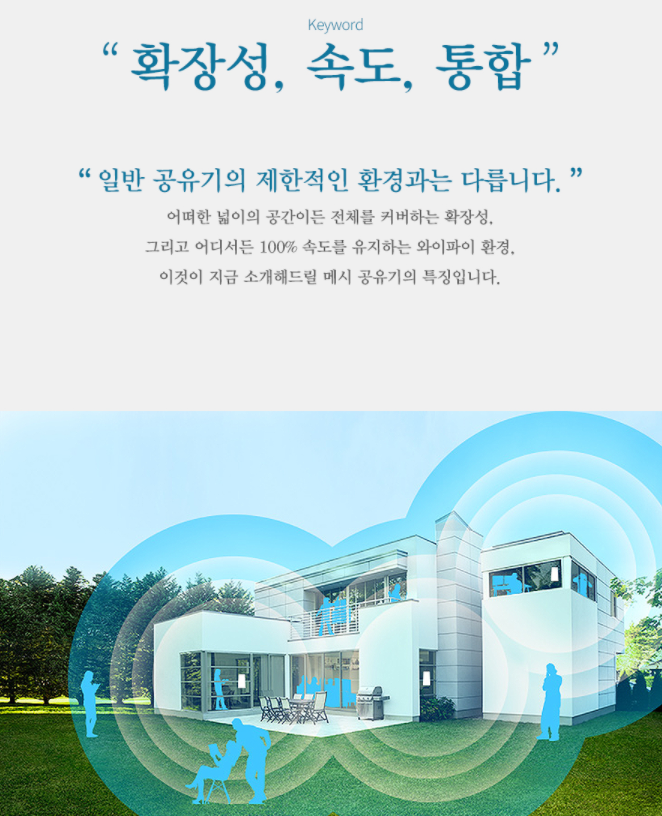 Keyword
“ 확장성, 속도, 통합 ”
“ 일반 공유기의 제한적인 환경과는 다릅니다. ”
어떠한 넓이의 공간이든 전체를 커버하는 확장성,
그리고 어디서든 100% 속도를 유지하는 와이파이 환경,
이것이 지금 소개해드릴 메시 공유기의 특징입니다.